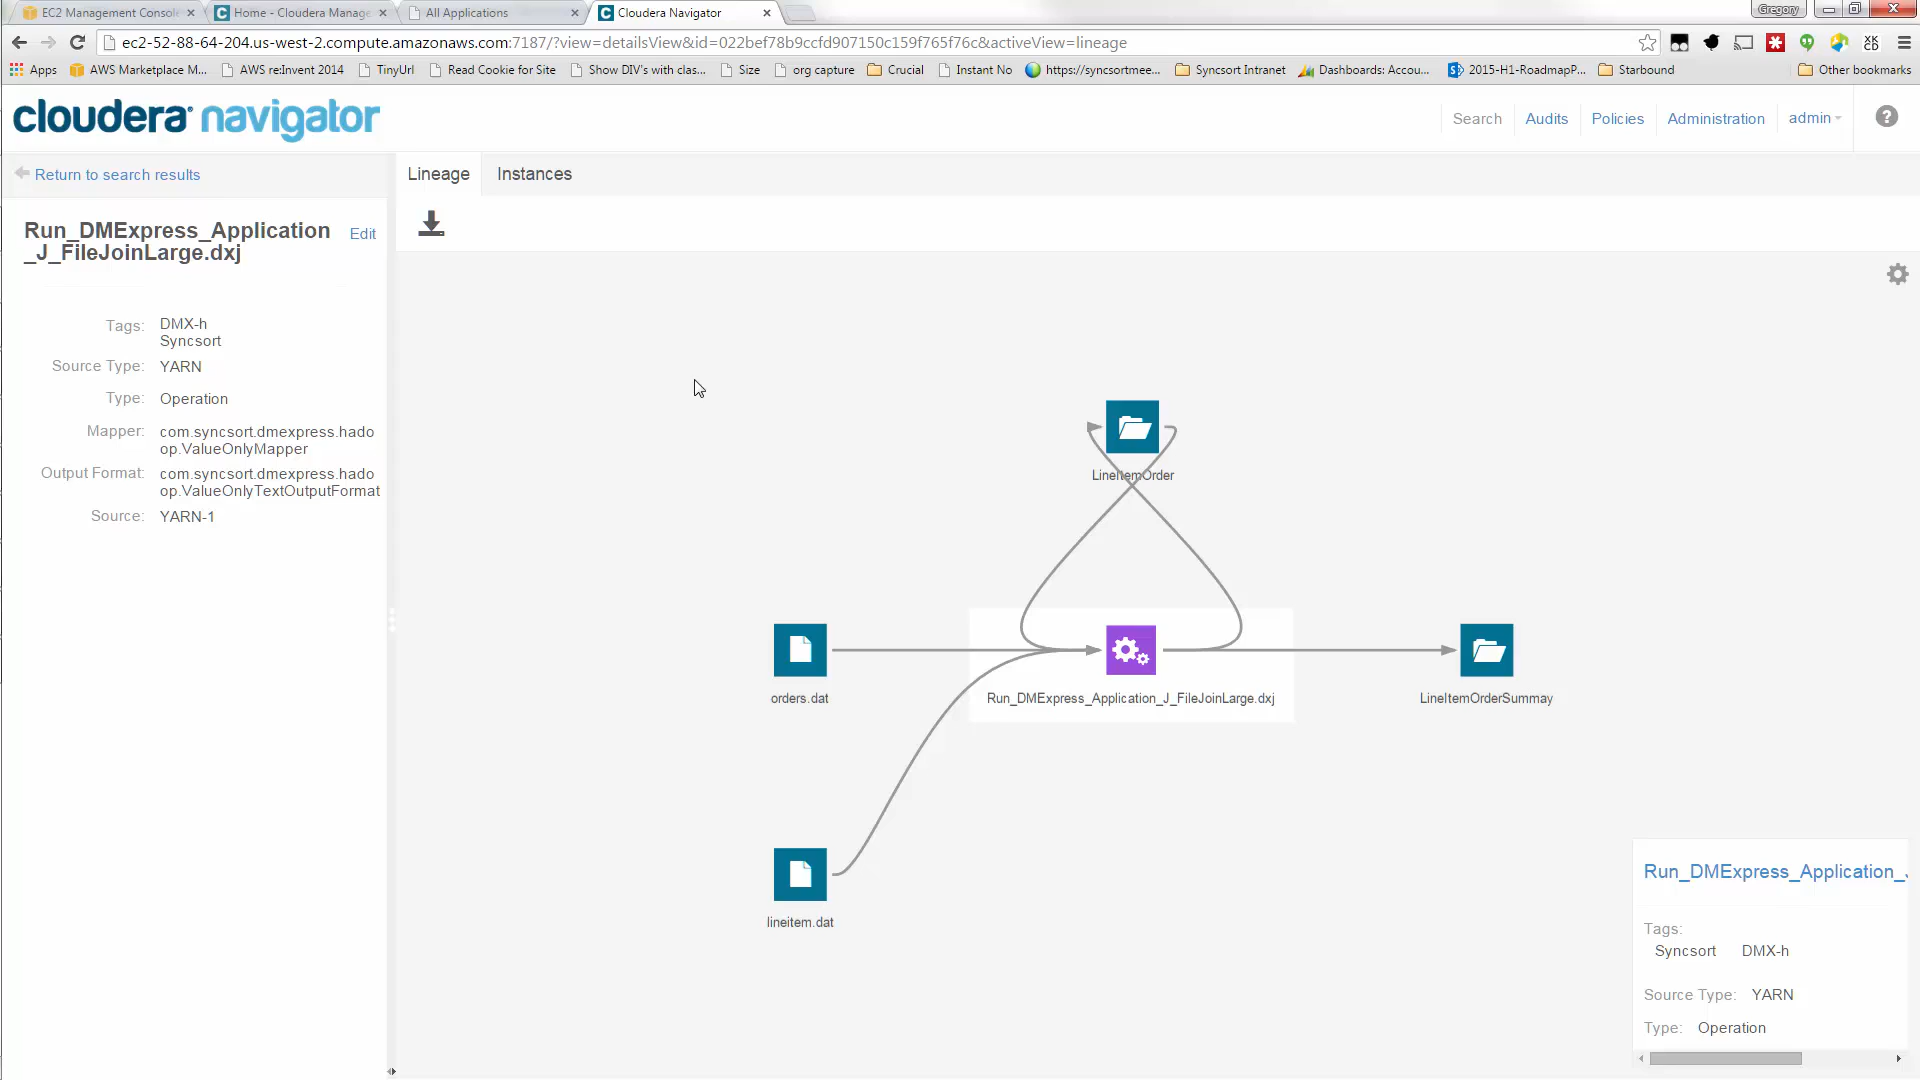 EC2 Management Console
Home - Cloudera Manage
All Applications
Cloudera Navigator
Gregory
ec2-52-88-64-204.us-west-2.compute.amazonaws.com:7187/?view=detailsView&id=022bef78b9ccfd907150c159f765f76c&activeView=lineage
Apps
AWS Marketplace M...
AWS re:Invent 2014
TinyUrl
Read Cookie for Site
Show DIV's with clas...
Size
org capture
Crucial
Instant No
https://syncsortmee...
Syncsort Intranet
Dashboards: Accou...
2015-H1-RoadmapP...
Starbound
Other bookmarks
XK
CD
cloudera navigator
Search
Audits
Policies
Administration
admin
Return to search results
Lineage
Instances
Run_DMExpress_Application
_J_FileJoinLarge.dxj
Edit
Tags: DMX-h
Syncsort
Source Type: YARN
Type: Operation
Mapper: com.syncsort.dmexpress.hado
op.ValueOnlyMapper
Output Format: com.syncsort.dmexpress.hado
op.ValueOnlyTextOutputFormat
Source: YARN-1
LineItemOrder
orders.dat
Run_DMExpress_Application_J_FileJoinLarge.dxj
LineItemOrderSummay
lineitem.dat
Run_DMExpress_Application_J
Tags:
Syncsort DMX-h
Source Type: YARN
Type: Operation